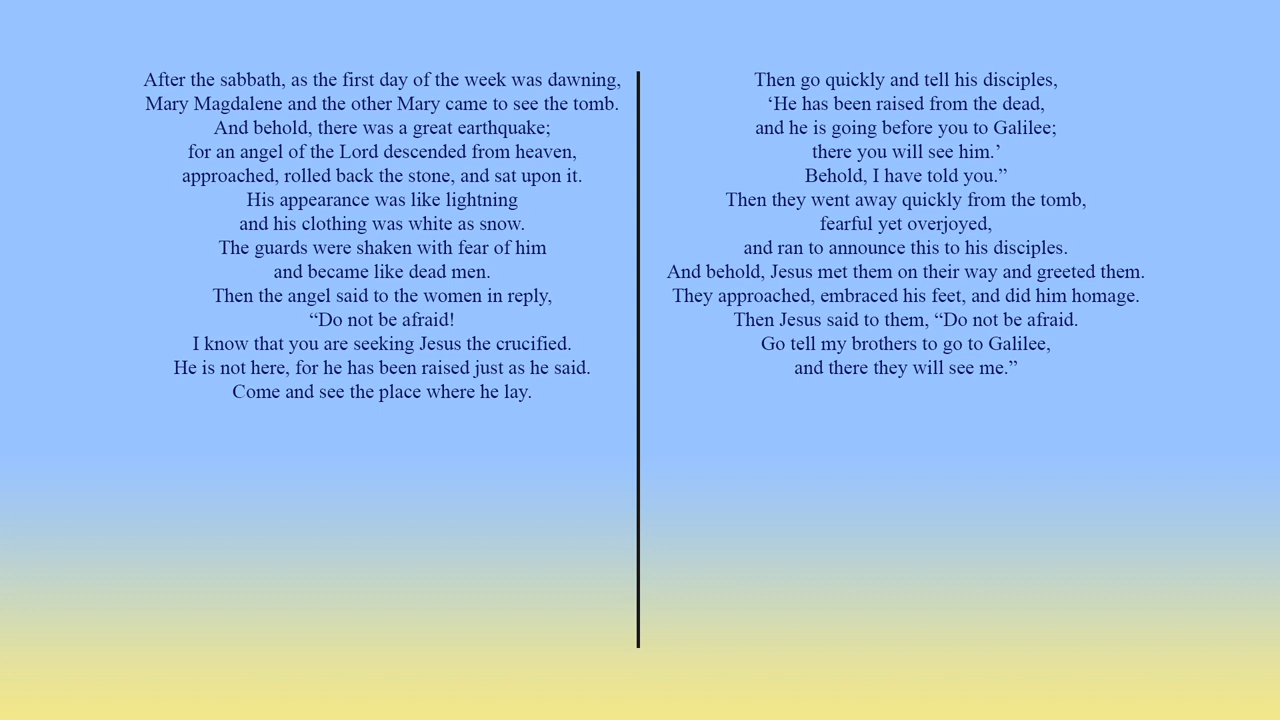 After the sabbath, as the first day of the week was dawning,
Mary Magdalene and the other Mary came to see the tomb.
And behold, there was a great earthquake;
for an angel of the Lord descended from heaven,
approached, rolled back the stone, and sat upon it.
His appearance was like lightning
and his clothing was white as snow.
The guards were shaken with fear of him
and became like dead men.
Then the angel said to the women in reply,
“Do not be afraid!
I know that you are seeking Jesus the crucified.
He is not here, for he has been raised just as he said.
Come and see the place where he lay.
Then go quickly and tell his disciples,
‘He has been raised from the dead,
and he is going before you to Galilee;
there you will see him.’
Behold, I have told you.”
Then they went away quickly from the tomb,
fearful yet overjoyed,
and ran to announce this to his disciples.
And behold, Jesus met them on their way and greeted them.
They approached, embraced his feet, and did him homage.
Then Jesus said to them, “Do not be afraid.
Go tell my brothers to go to Galilee,
and there they will see me.”